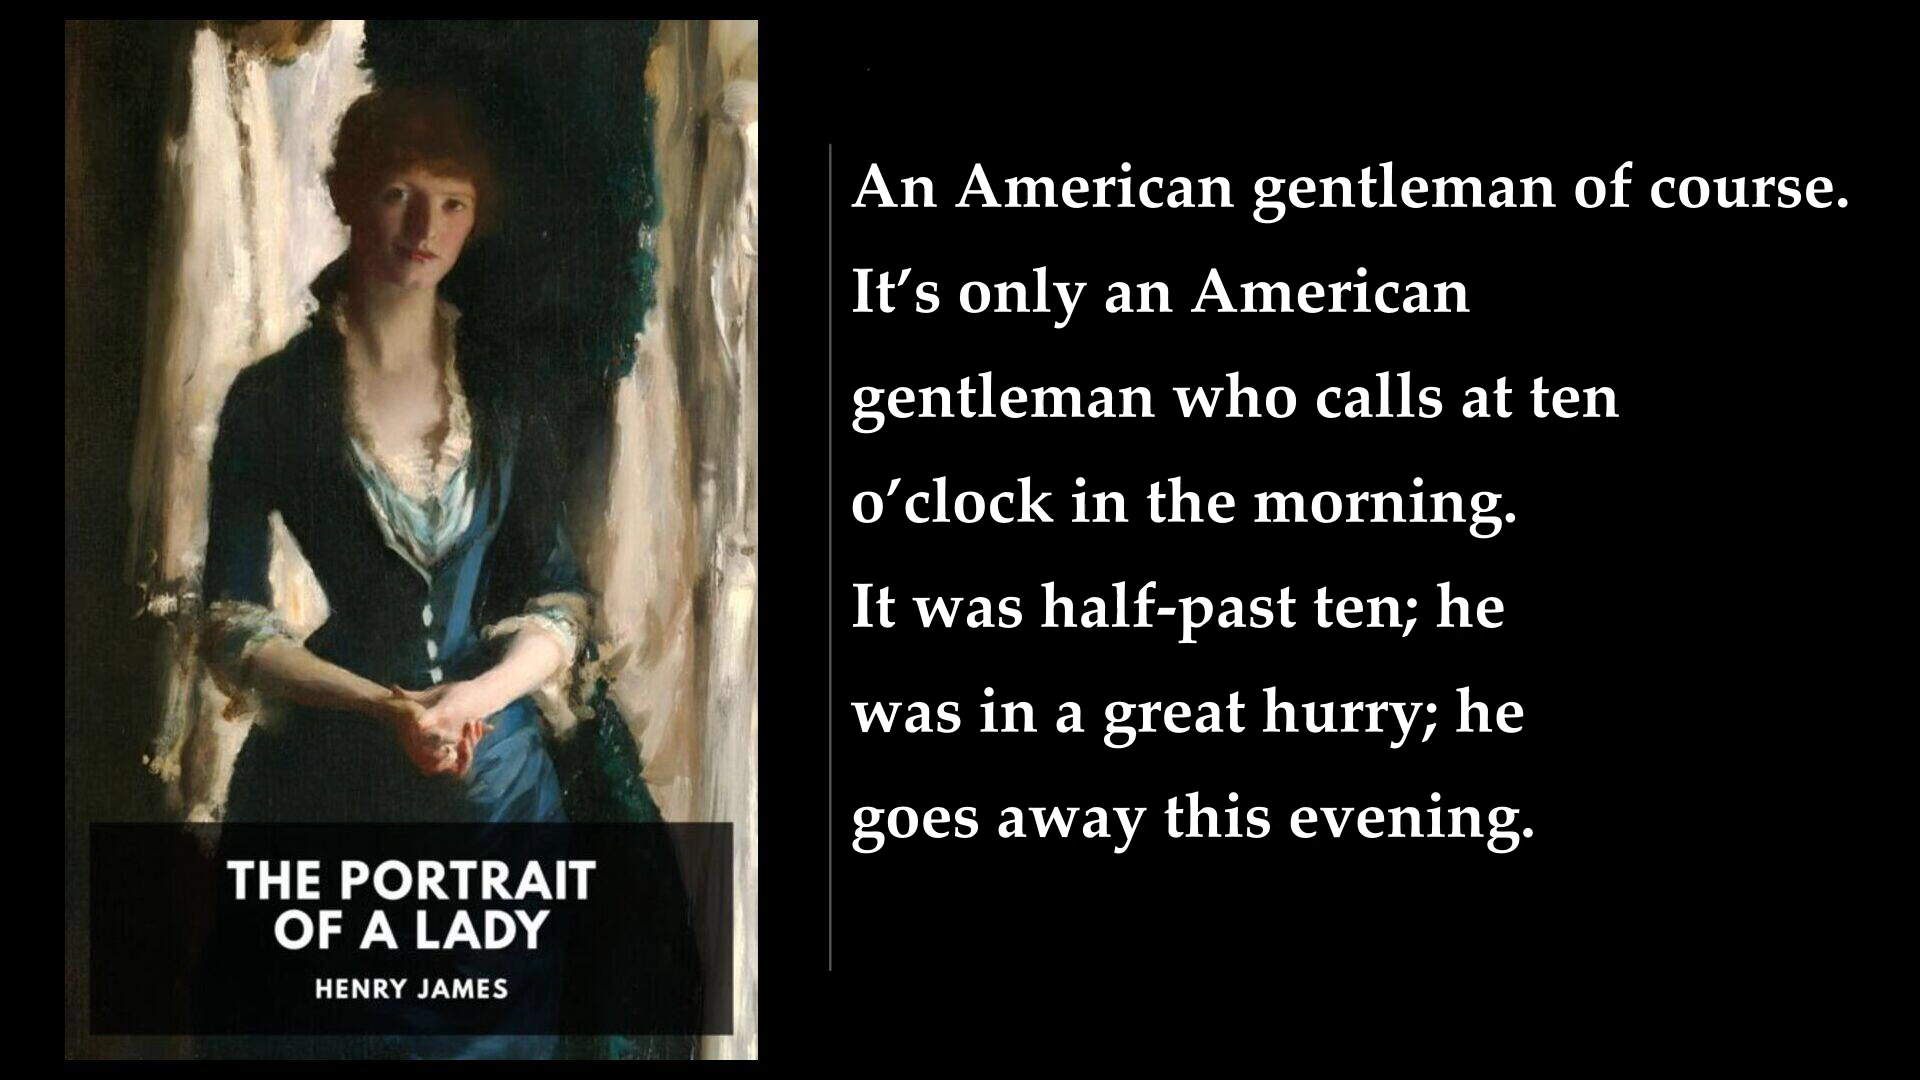 THE PORTRAIT
OF A LADY
HENRY JAMES
An American gentleman of course.
It’s only an American
gentleman who calls at ten
o’clock in the morning.
It was half-past ten; he
was in a great hurry; he
goes away this evening.